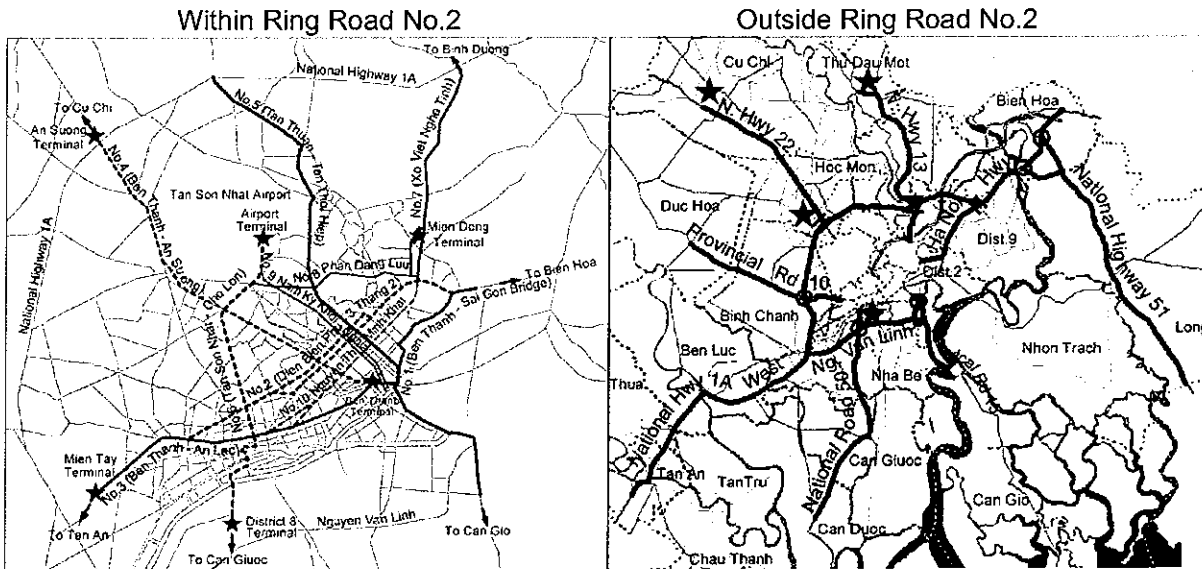 Within Ring Road No.2
To Binh Duong
National Highway 1A
To Cu Chi
An Suong
Terminal
No.5 (Tan Thuan - Tan Thoi Hiep)
No.7 (Xo Viet Nghe Tinh)
No.4 (Ben Thanh - An Suong)
Tan Son Nhat Airport
Airport
Terminal
Mien Dong
Terminal
National Highway 1A
No.8 Phan Dang Luu
To Bien Hoa
Cho Lon)
No.1 (Ben Thanh - Sai Gon Bridge)
No.2 (Dien Bien Phu
Terminal
Mien Tay
Terminal
No.3 (Ben Thanh - An Lac)
District 8
Terminal
Nguyen Van Linh
To Tan An
To Can Giuoc
To Can Gio
Outside Ring Road No.2
Cu Chi
Thu Dau Mot
Bien Hoa
N. Hwy 22
N. Hwy 13
Hoc Mon
Duc Hoa
Ha Noi Hwy
Dist.9
National Highway 51
Provincial Rd 10
Dist.2
Binh Chanh
Ben Luc
Van Linh
Nhon Trach
Long
Thua
National Hwy 1A West
Nha Be
National Road
Tan An
Tan Tru
Can Giuoc
Can Gio
Can Duoc
Chau Thanh